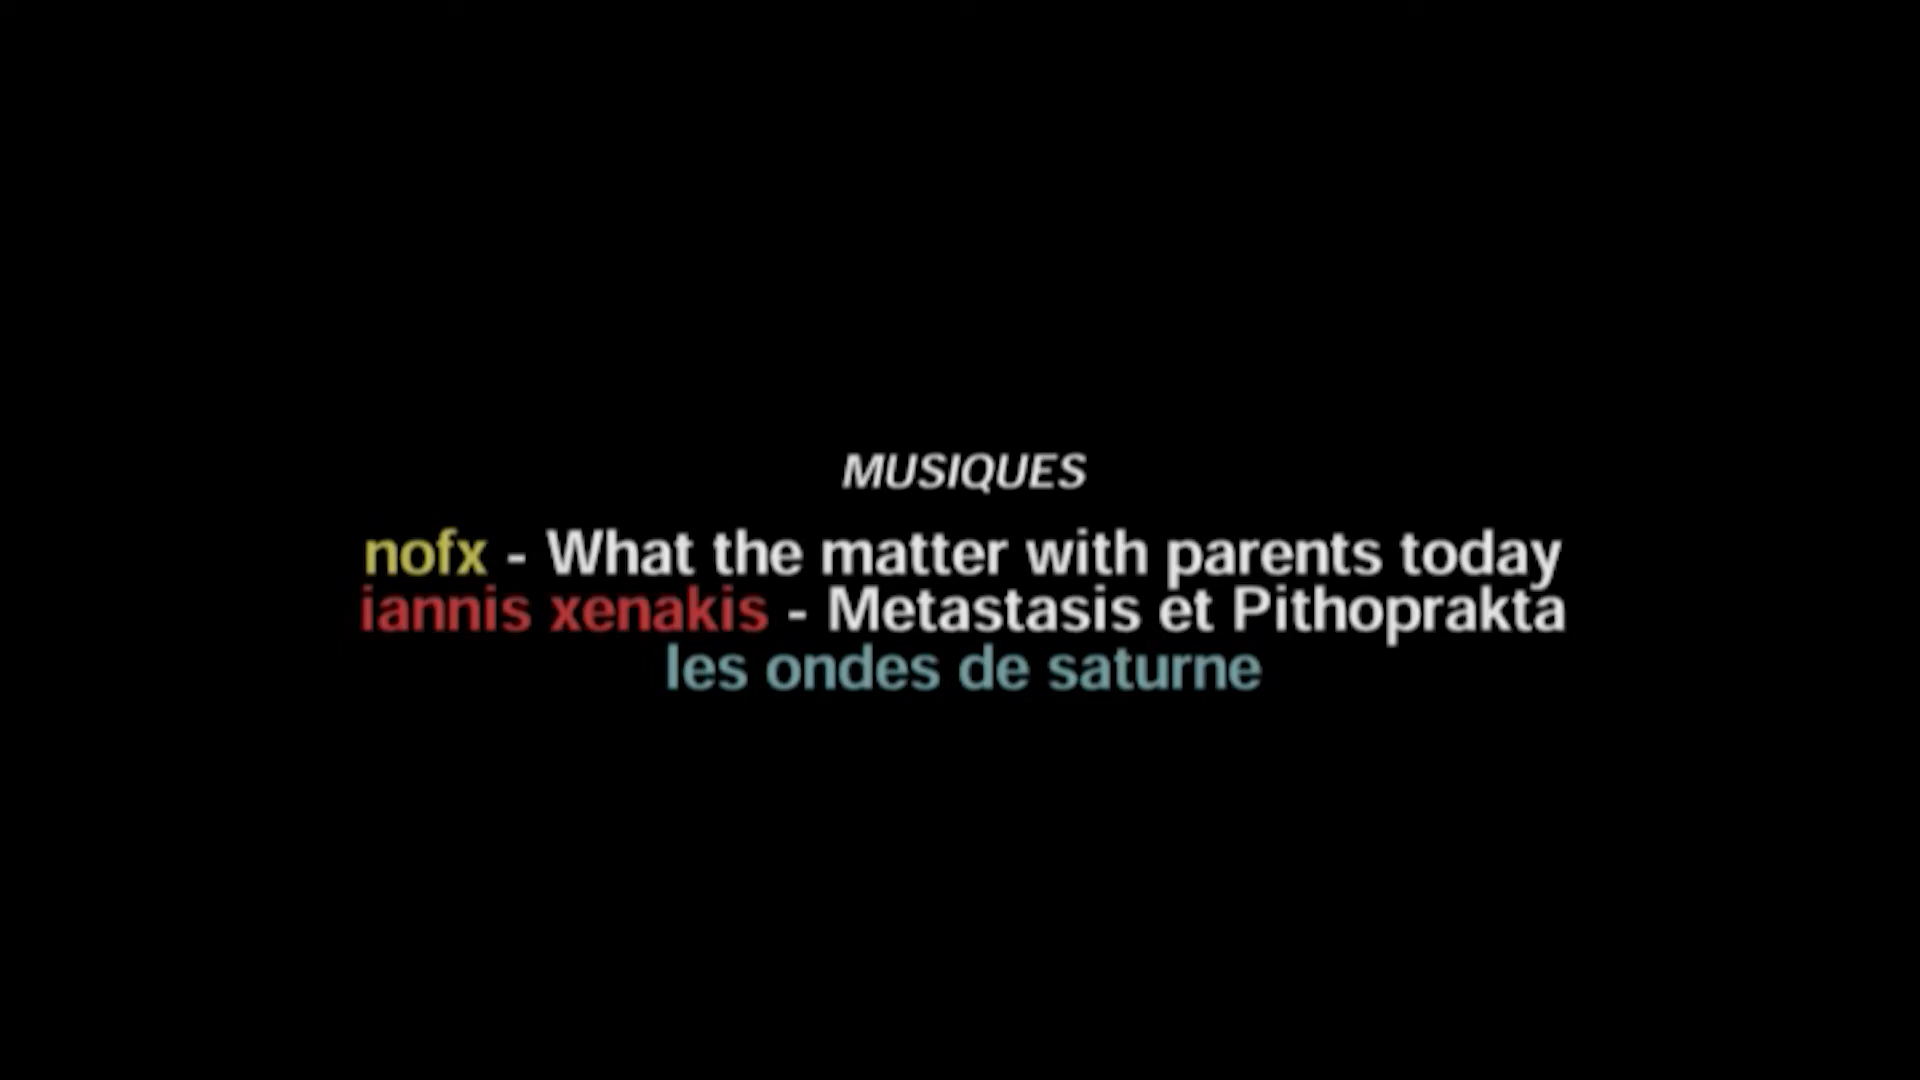 MUSIQUES
nofx - What the matter with parents today
iannis xenakis - Metastasis et Pithoprakta
les ondes de saturne